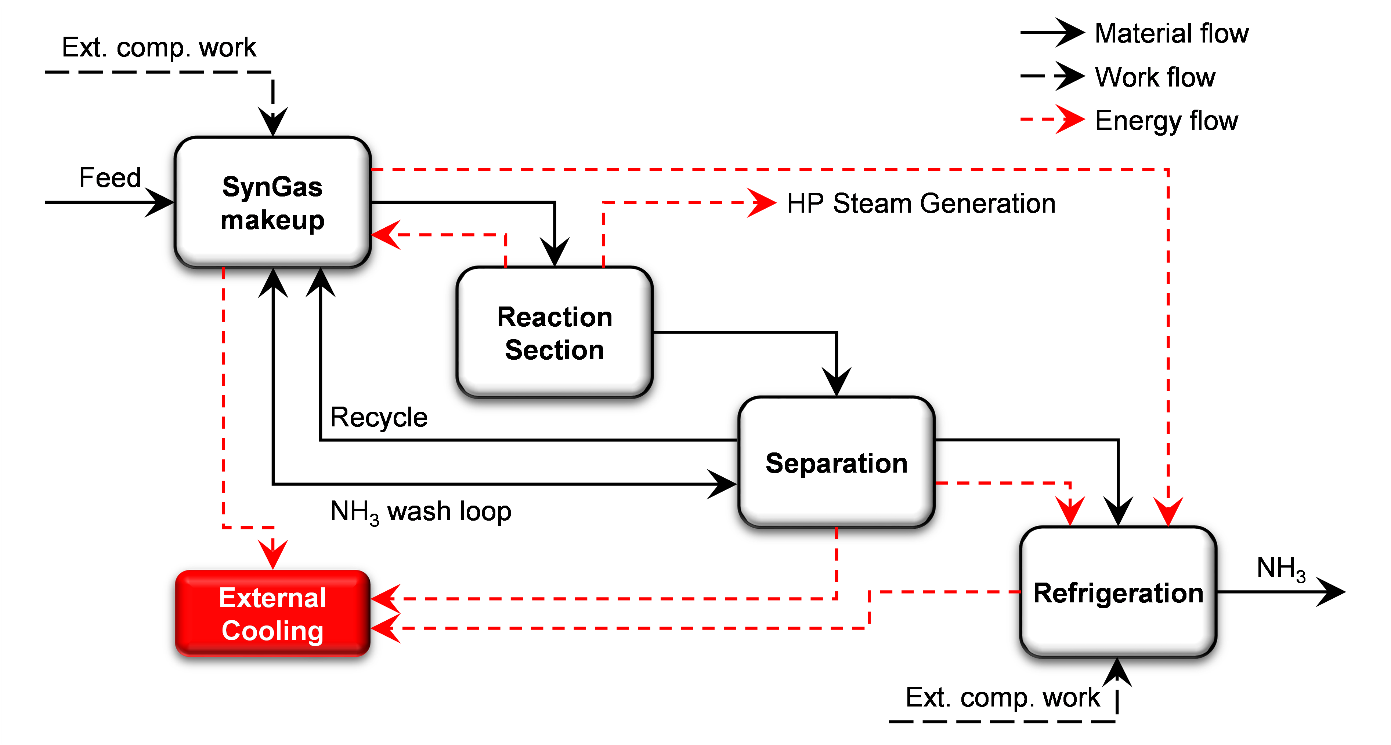 Ext. comp. work
Material flow
Work flow
Energy flow
Feed
SynGas
makeup
HP Steam Generation
Reaction
Section
Recycle
Separation
NH₃ wash loop
External
Cooling
Refrigeration
NH₃
Ext. comp. work